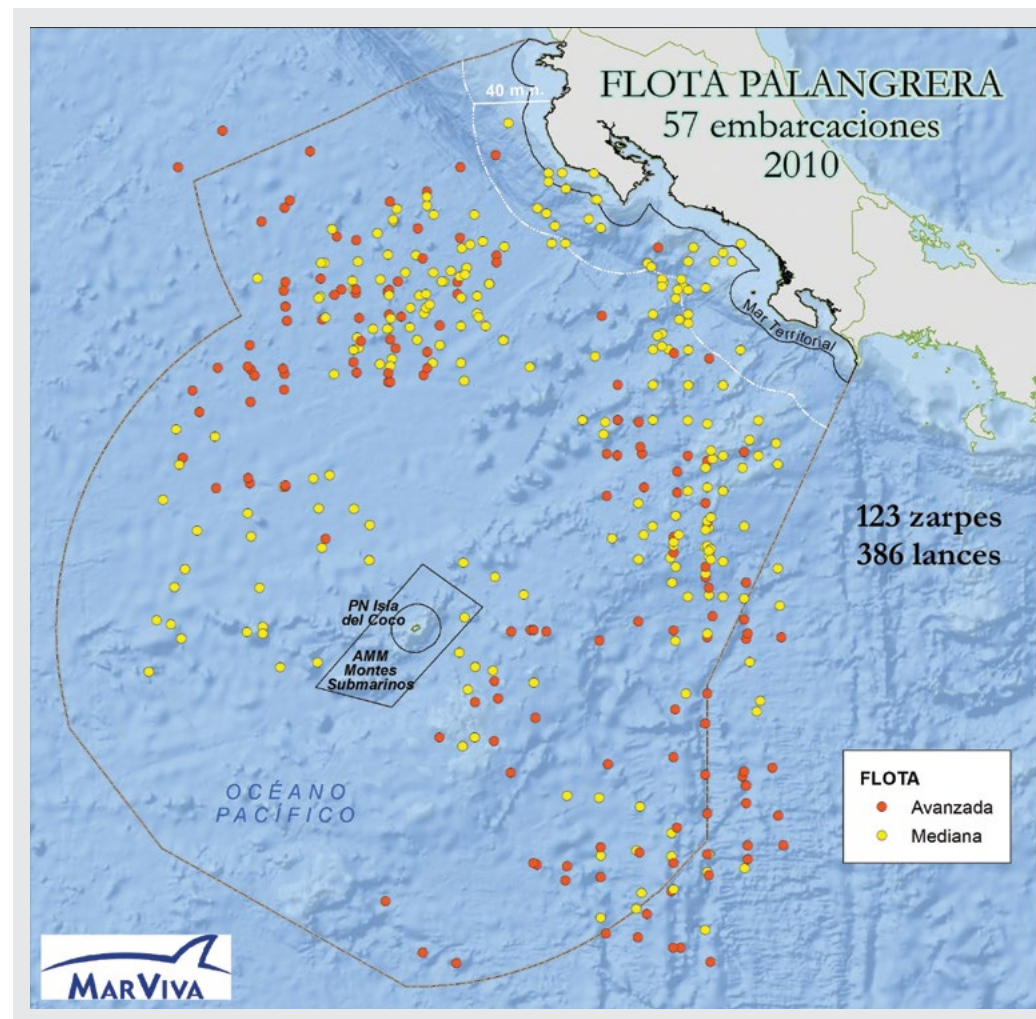 FLOTA PALANGRERA
57 embarcaciones
2010
40 m.n.
Mar Territorial
123 zarpes
386 lances
PN Isla
del Coco
AMM
Montes
Submarinos
OCÉANO
PACÍFICO
FLOTA
Avanzada
Mediana
MARVIVA